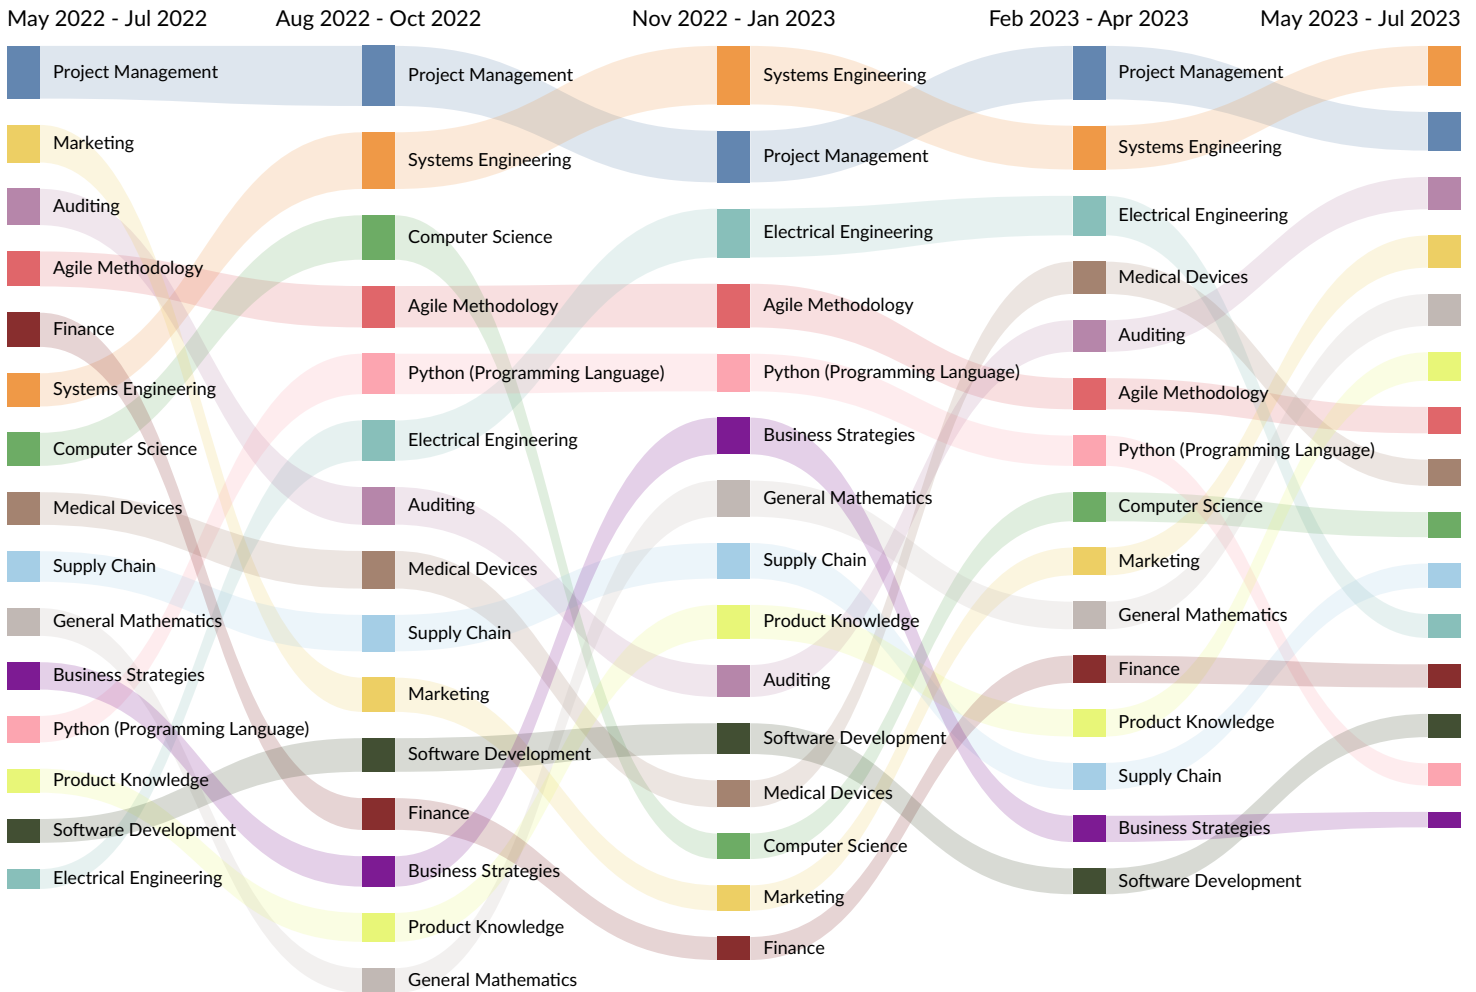 May 2022 - Jul 2022
Aug 2022 - Oct 2022
Nov 2022 - Jan 2023
Feb 2023 - Apr 2023
May 2023 - Jul 2023
Project Management
Marketing
Auditing
Agile Methodology
Finance
Systems Engineering
Computer Science
Medical Devices
Supply Chain
General Mathematics
Business Strategies
Python (Programming Language)
Product Knowledge
Software Development
Electrical Engineering
Project Management
Systems Engineering
Computer Science
Agile Methodology
Python (Programming Language)
Electrical Engineering
Auditing
Medical Devices
Supply Chain
Marketing
Software Development
Finance
Business Strategies
Product Knowledge
General Mathematics
Systems Engineering
Project Management
Electrical Engineering
Agile Methodology
Python (Programming Language)
Business Strategies
General Mathematics
Supply Chain
Product Knowledge
Auditing
Software Development
Medical Devices
Computer Science
Marketing
Finance
Project Management
Systems Engineering
Electrical Engineering
Medical Devices
Auditing
Agile Methodology
Python (Programming Language)
Computer Science
Marketing
General Mathematics
Finance
Product Knowledge
Supply Chain
Business Strategies
Software Development